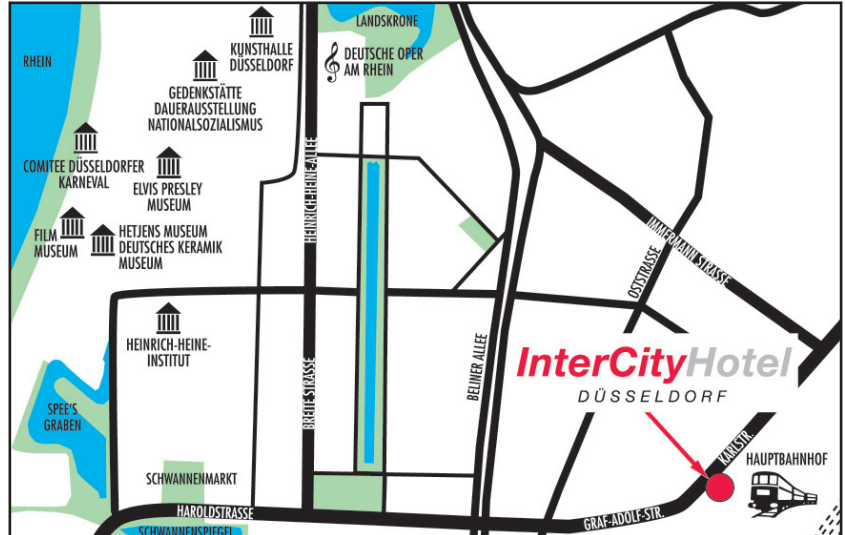 LANDSKRONE
KUNSTHALLE
DÜSSELDORF
DEUTSCHE OPER
AM RHEIN
RHEIN
GEDENKSTÄTTE
DAUERAUSSTELLUNG
NATIONALSOZIALISMUS
COMITEE DÜSSELDORFER
KARNEVAL
ELVIS PRESLEY
MUSEUM
HEINRICH-HEINE-ALLEE
FILM
MUSEUM
HETJENS MUSEUM
DEUTSCHES KERAMIK
MUSEUM
IMMERMANN STRASSE
OSTSTRASSE
HEINRICH-HEINE-
INSTITUT
BREITE STRASSE
BELINER ALLEE
InterCityHotel
DÜSSELDORF
SPEE'S
GRABEN
KARLSTR.
HAUPTBAHNHOF
SCHWANNENMARKT
HAROLDSTRASSE
GRAF-ADOLF-STR.
SCHWANNENSPIEGEL